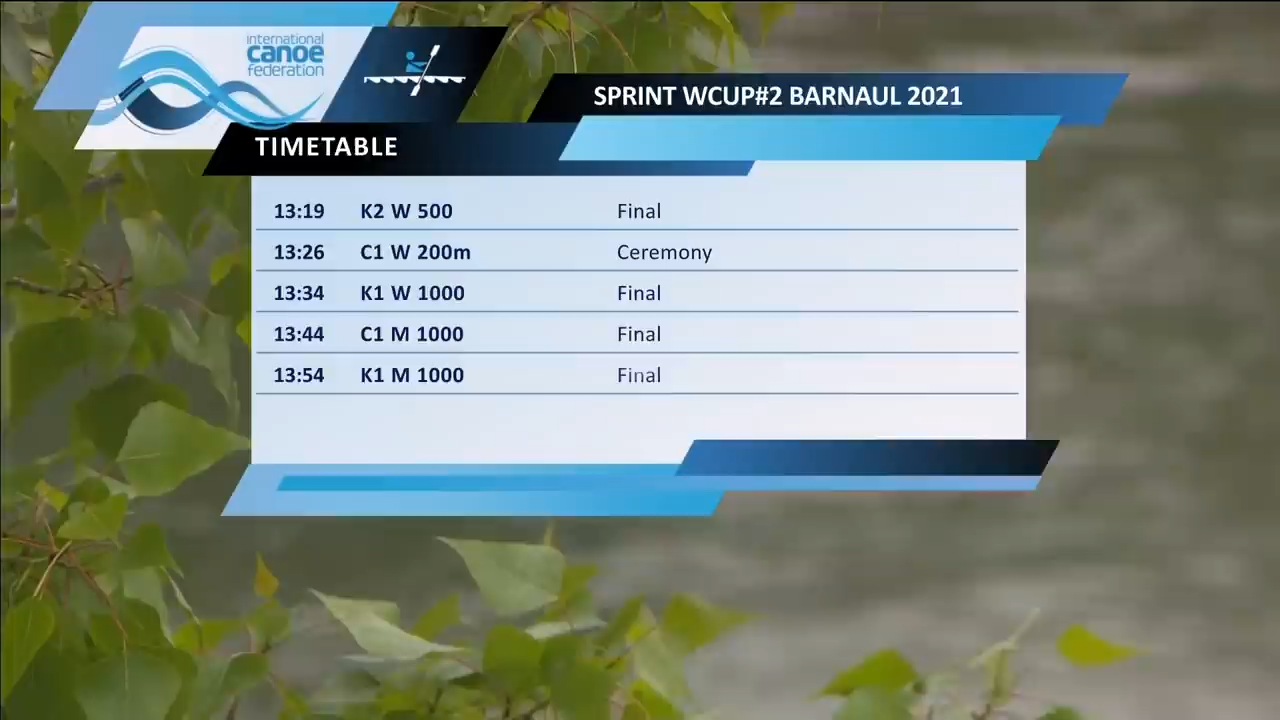 international
canoe
federation
SPRINT WCUP#2 BARNAUL 2021
TIMETABLE
13:19 K2 W 500 Final
13:26 C1 W 200m Ceremony
13:34 K1 W 1000 Final
13:44 C1 M 1000 Final
13:54 K1 M 1000 Final